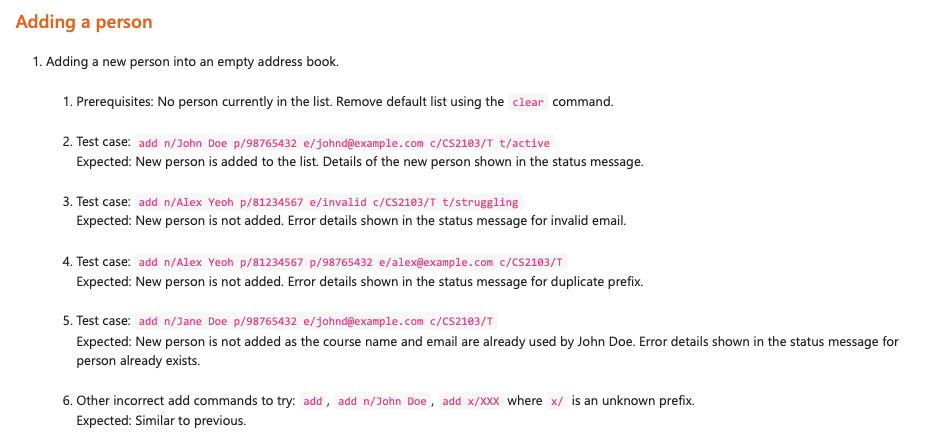 Adding a person
1. Adding a new person into an empty address book.
1. Prerequisites: No person currently in the list. Remove default list using the clear command.
2. Test case: add n/John Doe p/98765432 e/johnd@example.com c/CS2103/T t/active
Expected: New person is added to the list. Details of the new person shown in the status message.
3. Test case: add n/Alex Yeoh p/81234567 e/invalid c/CS2103/T t/struggling
Expected: New person is not added. Error details shown in the status message for invalid email.
4. Test case: add n/Alex Yeoh p/81234567 p/98765432 e/alex@example.com c/CS2103/T
Expected: New person is not added. Error details shown in the status message for duplicate prefix.
5. Test case: add n/Jane Doe p/98765432 e/johnd@example.com c/CS2103/T
Expected: New person is not added as the course name and email are already used by John Doe. Error details shown in the status message for
person already exists.
6. Other incorrect add commands to try: add, add n/John Doe, add x/XXX where x/ is an unknown prefix.
Expected: Similar to previous.